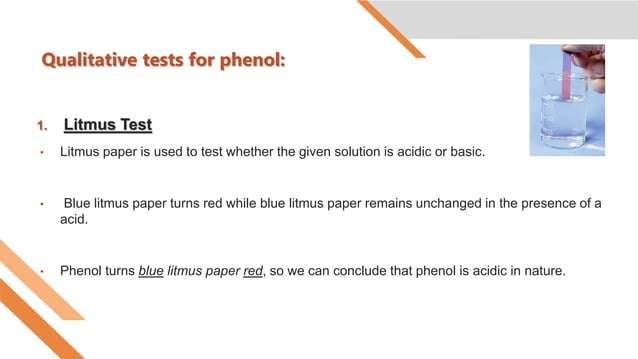 Qualitative tests for phenol:
1. Litmus Test
• Litmus paper is used to test whether the given solution is acidic or basic.
• Blue litmus paper turns red while blue litmus paper remains unchanged in the presence of a
acid.
• Phenol turns blue litmus paper red, so we can conclude that phenol is acidic in nature.